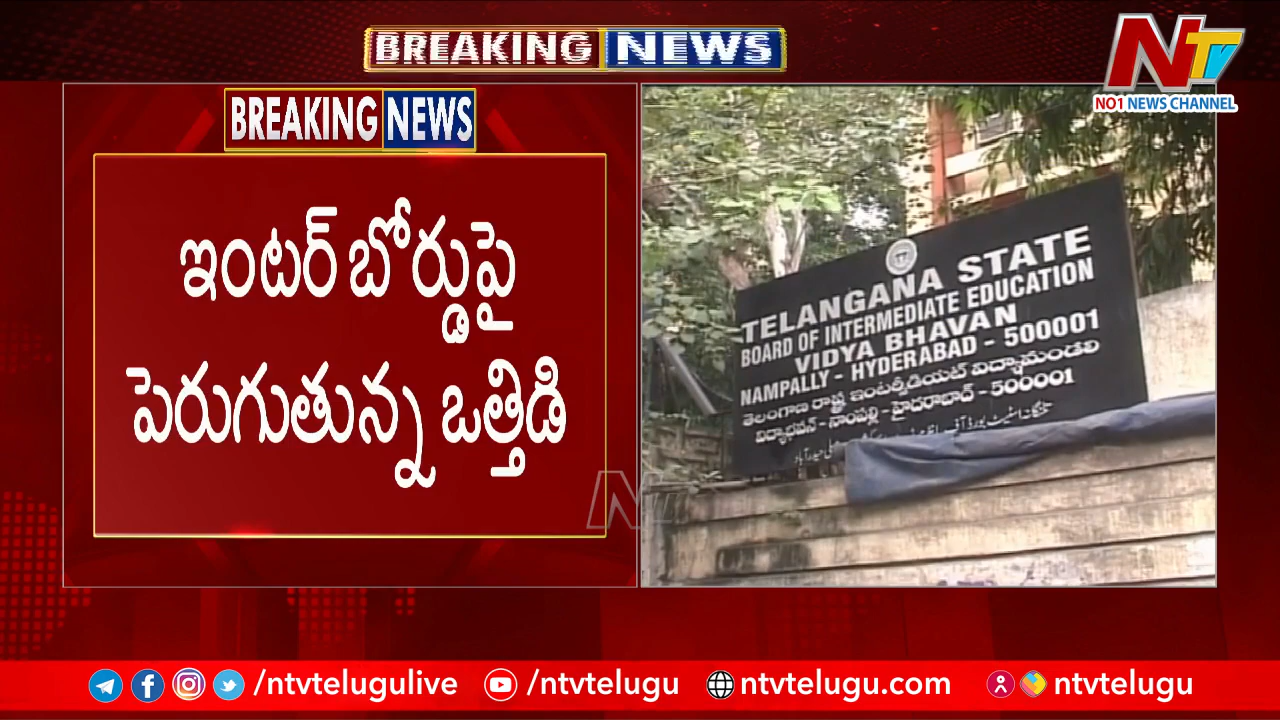 BREAKING NEWS
NTV
NO1 NEWS CHANNEL
BREAKING NEWS
ఇంటర్ బోర్డుపై
పెరుగుతున్న ఒత్తిడి
TELANGANA STATE
BOARD OF INTERMEDIATE EDUCATION
VIDYA BHAVAN
NAMPALLY - HYDERABAD - 500001
తెలంగాణ రాష్ట్ర ఇంటర్మీడియట్ విద్యామండలి
విద్యాభవన్ - నాంపల్లి - హైదరాబాద్ - 500001
/ntvtelugulive
/ntvtelugu
ntvtelugu.com
ntvtelugu